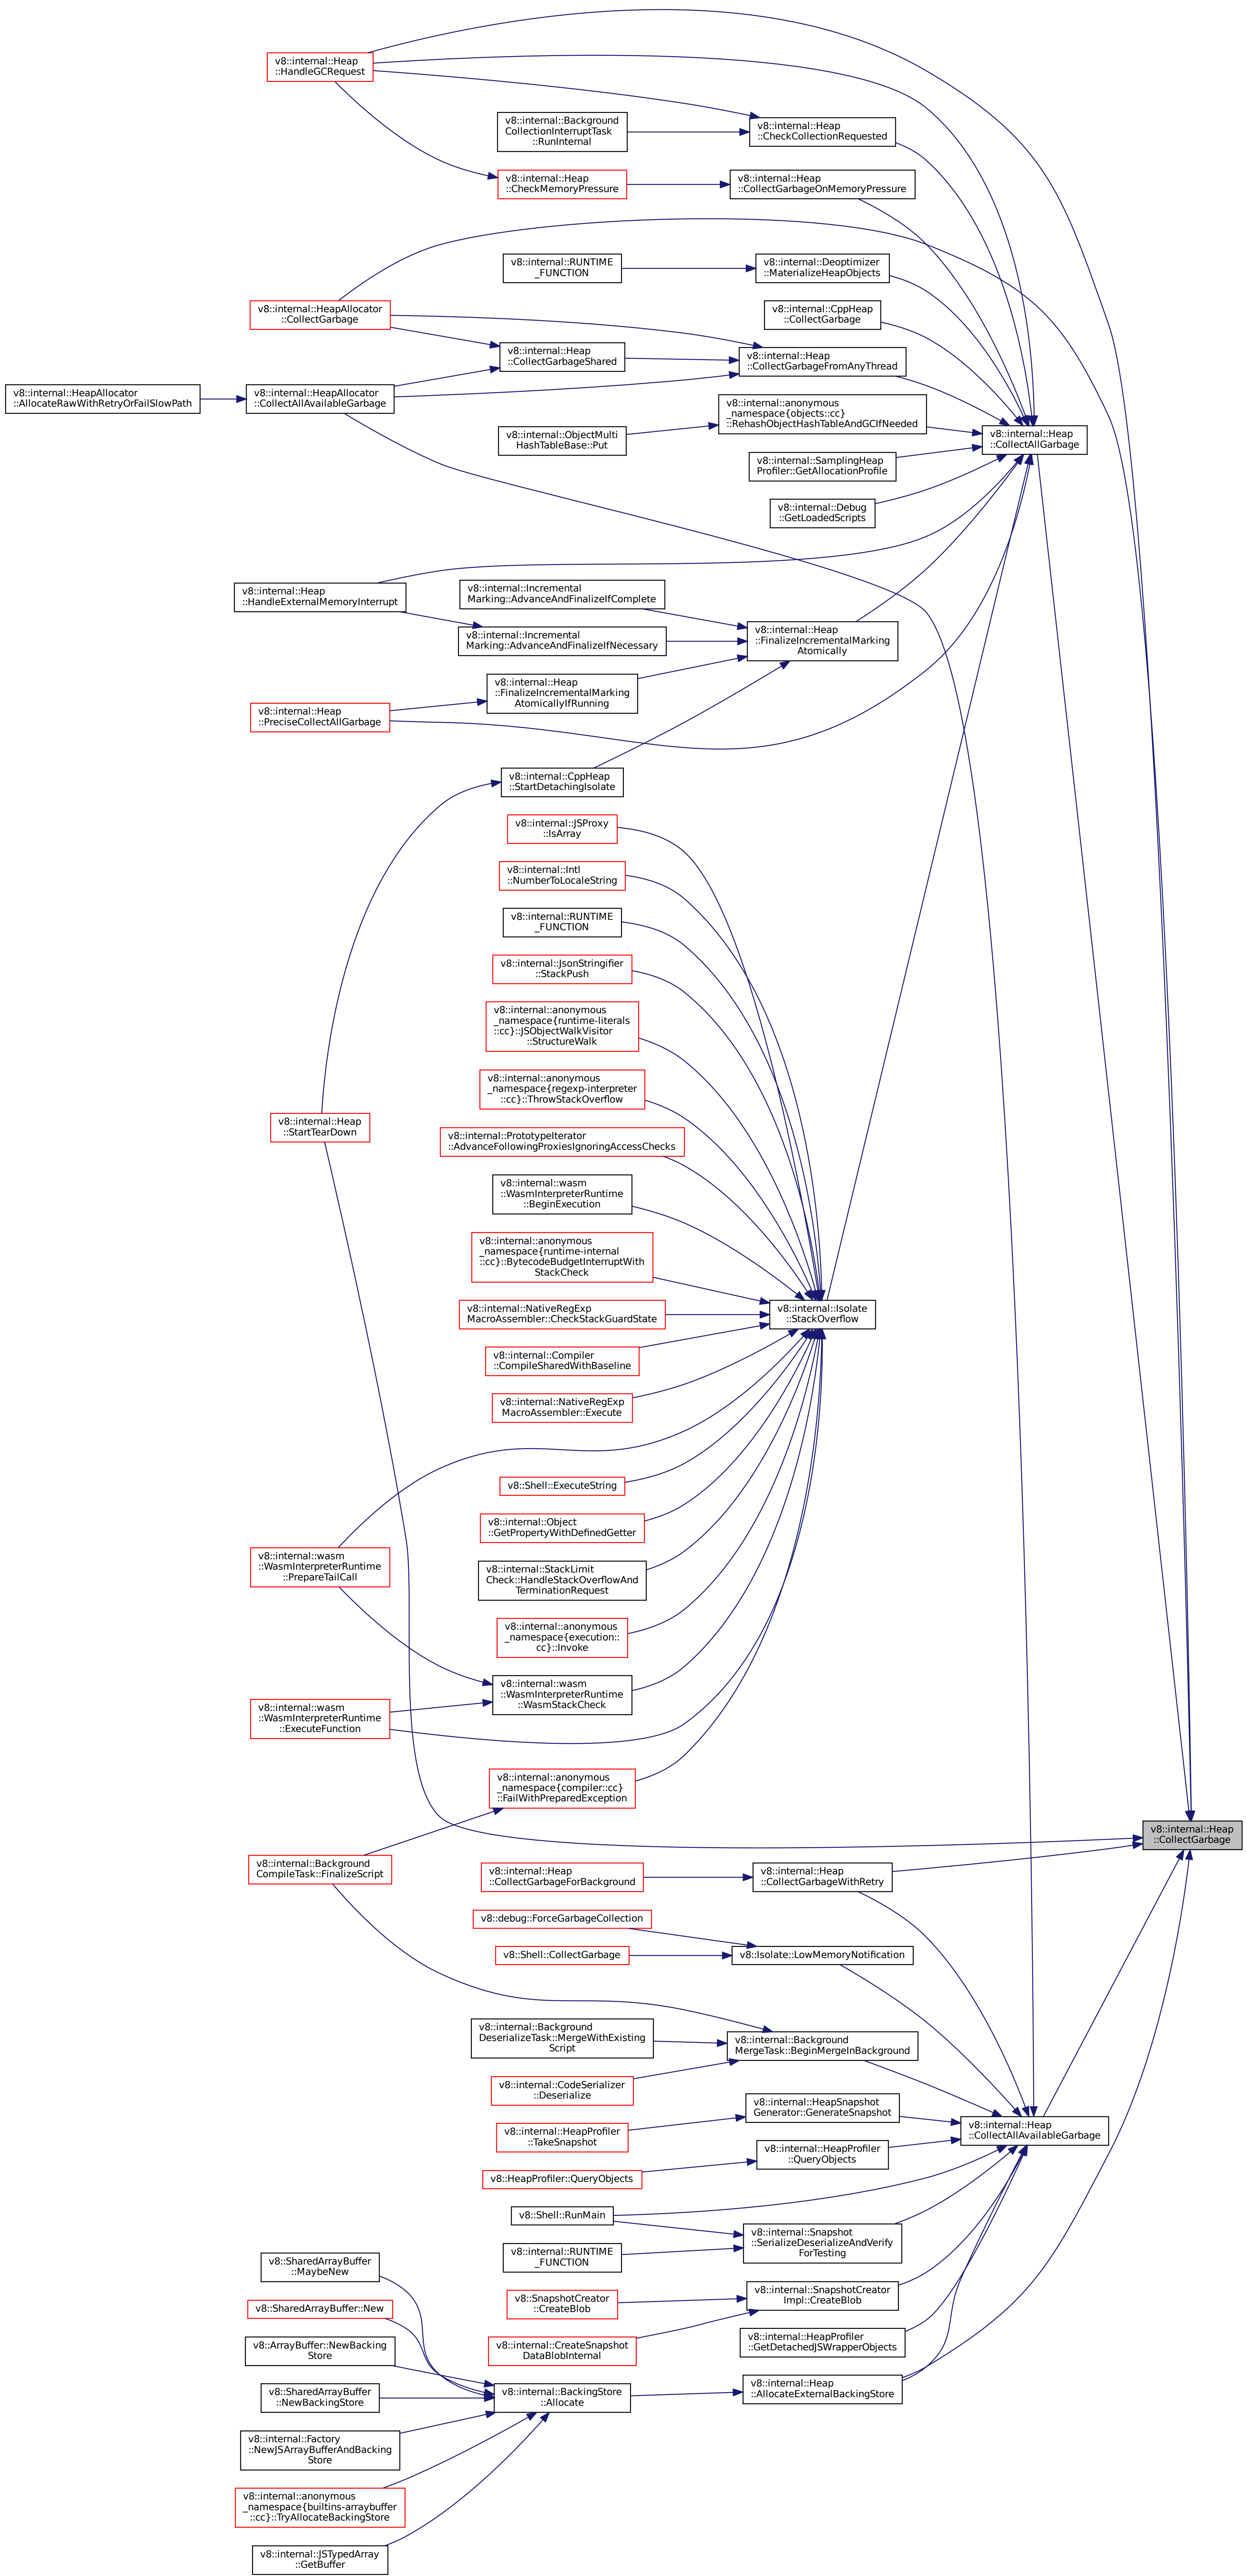 v8::internal::Heap
::HandleGCRequest
v8::internal::Background
CollectionInterruptTask
::RunInternal
v8::internal::Heap
::CheckCollectionRequested
v8::internal::Heap
::CheckMemoryPressure
v8::internal::Heap
::CollectGarbageOnMemoryPressure
v8::internal::RUNTIME
_FUNCTION
v8::internal::Deoptimizer
::MaterializeHeapObjects
v8::internal::HeapAllocator
::CollectGarbage
v8::internal::CppHeap
::CollectGarbage
v8::internal::Heap
::CollectGarbageShared
v8::internal::Heap
::CollectGarbageFromAnyThread
v8::internal::HeapAllocator
::AllocateRawWithRetryOrFailSlowPath
v8::internal::HeapAllocator
::CollectAllAvailableGarbage
v8::internal::anonymous
_namespace{objects::cc}
::RehashObjectHashTableAndGCIfNeeded
v8::internal::ObjectMulti
HashTableBase::Put
v8::internal::Heap
::CollectAllGarbage
v8::internal::SamplingHeap
Profiler::GetAllocationProfile
v8::internal::Debug
::GetLoadedScripts
v8::internal::Heap
::HandleExternalMemoryInterrupt
v8::internal::Incremental
Marking::AdvanceAndFinalizeIfComplete
v8::internal::Incremental
Marking::AdvanceAndFinalizeIfNecessary
v8::internal::Heap
::FinalizeIncrementalMarking
Atomically
v8::internal::Heap
::FinalizeIncrementalMarking
AtomicallyIfRunning
v8::internal::Heap
::PreciseCollectAllGarbage
v8::internal::CppHeap
::StartDetachingIsolate
v8::internal::JSProxy
::IsArray
v8::internal::Intl
::NumberToLocaleString
v8::internal::RUNTIME
_FUNCTION
v8::internal::JsonStringifier
::StackPush
v8::internal::anonymous
_namespace{runtime-literals
::cc}::JSObjectWalkVisitor
::StructureWalk
v8::internal::anonymous
_namespace{regexp-interpreter
::cc}::ThrowStackOverflow
v8::internal::Heap
::StartTearDown
v8::internal::PrototypeIterator
::AdvanceFollowingProxiesIgnoringAccessChecks
v8::internal::wasm
::WasmInterpreterRuntime
::BeginExecution
v8::internal::anonymous
_namespace{runtime-internal
::cc}::BytecodeBudgetInterruptWith
StackCheck
v8::internal::NativeRegExp
MacroAssembler::CheckStackGuardState
v8::internal::Isolate
::StackOverflow
v8::internal::Compiler
::CompileSharedWithBaseline
v8::internal::NativeRegExp
MacroAssembler::Execute
v8::Shell::ExecuteString
v8::internal::Object
::GetPropertyWithDefinedGetter
v8::internal::wasm
::WasmInterpreterRuntime
::PrepareTailCall
v8::internal::StackLimit
Check::HandleStackOverflowAnd
TerminationRequest
v8::internal::anonymous
_namespace{execution::
cc}::Invoke
v8::internal::wasm
::WasmInterpreterRuntime
::WasmStackCheck
v8::internal::wasm
::WasmInterpreterRuntime
::ExecuteFunction
v8::internal::anonymous
_namespace{compiler::cc}
::FailWithPreparedException
v8::internal::Heap
::CollectGarbage
v8::internal::Background
CompileTask::FinalizeScript
v8::internal::Heap
::CollectGarbageForBackground
v8::internal::Heap
::CollectGarbageWithRetry
v8::debug::ForceGarbageCollection
v8::Shell::CollectGarbage
v8::Isolate::LowMemoryNotification
v8::internal::Background
DeserializeTask::MergeWithExisting
Script
v8::internal::Background
MergeTask::BeginMergeInBackground
v8::internal::CodeSerializer
::Deserialize
v8::internal::HeapSnapshot
Generator::GenerateSnapshot
v8::internal::HeapProfiler
::TakeSnapshot
v8::internal::Heap
::CollectAllAvailableGarbage
v8::internal::HeapProfiler
::QueryObjects
v8::HeapProfiler::QueryObjects
v8::Shell::RunMain
v8::internal::Snapshot
::SerializeDeserializeAndVerify
ForTesting
v8::internal::RUNTIME
_FUNCTION
v8::SharedArrayBuffer
::MaybeNew
v8::internal::SnapshotCreator
Impl::CreateBlob
v8::SnapshotCreator
::CreateBlob
v8::SharedArrayBuffer::New
v8::internal::HeapProfiler
::GetDetachedJSWrapperObjects
v8::internal::CreateSnapshot
DataBlobInternal
v8::ArrayBuffer::NewBacking
Store
v8::internal::Heap
::AllocateExternalBackingStore
v8::internal::BackingStore
::Allocate
v8::SharedArrayBuffer
::NewBackingStore
v8::internal::Factory
::NewJSArrayBufferAndBacking
Store
v8::internal::anonymous
_namespace{builtins-arraybuffer
::cc}::TryAllocateBackingStore
v8::internal::JSTypedArray
::GetBuffer